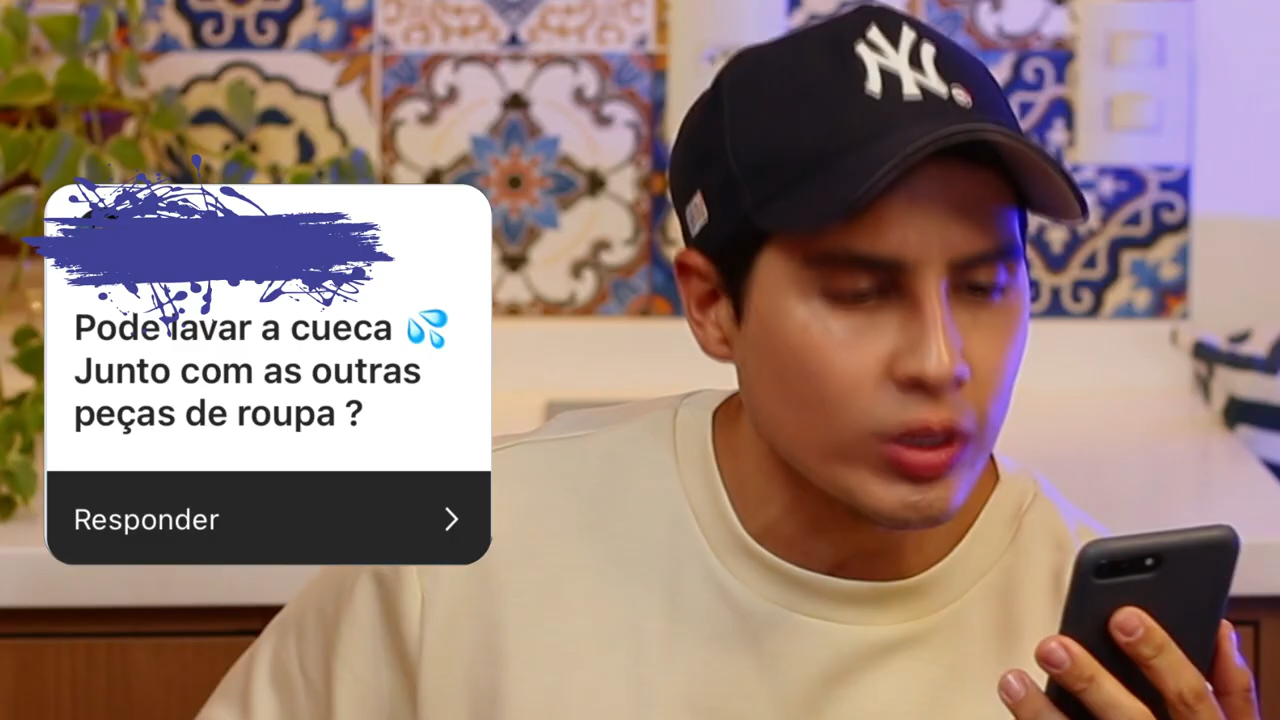 Pode lavar a cueca 💦
Junto com as outras
peças de roupa ?
Responder
NY